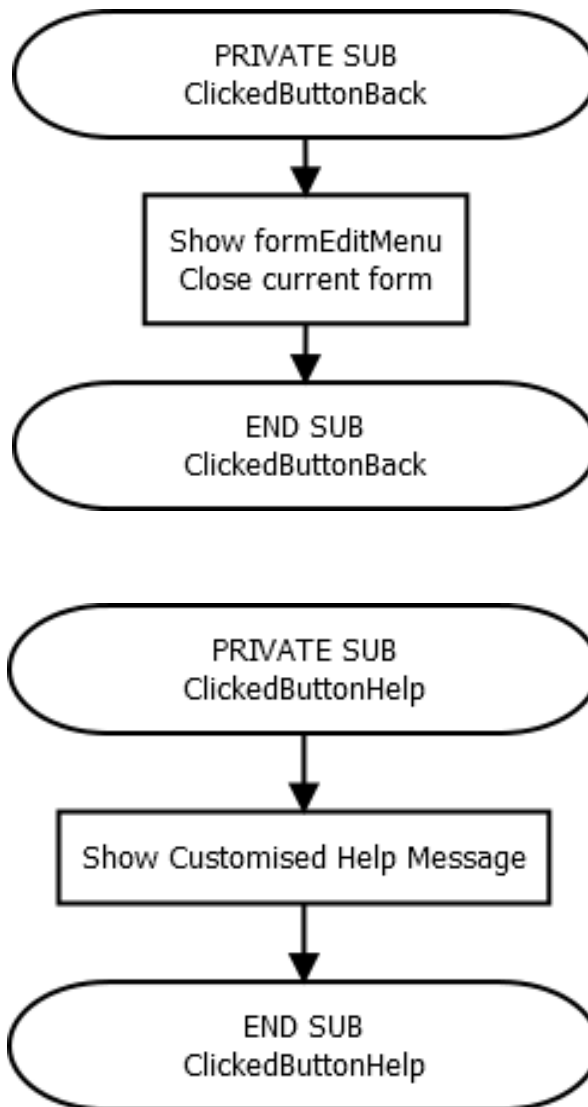 PRIVATE SUB
ClickedButtonBack
Show formEditMenu
Close current form
END SUB
ClickedButtonBack
PRIVATE SUB
ClickedButtonHelp
Show Customised Help Message
END SUB
ClickedButtonHelp